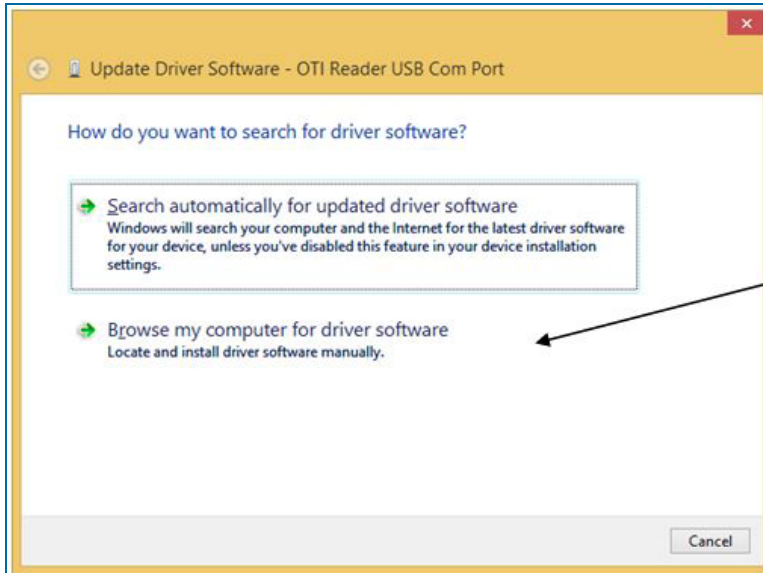 Update Driver Software - OTI Reader USB Com Port
How do you want to search for driver software?
Search automatically for updated driver software
Windows will search your computer and the Internet for the latest driver software
for your device, unless you've disabled this feature in your device installation
settings.
Browse my computer for driver software
Locate and install driver software manually.
Cancel